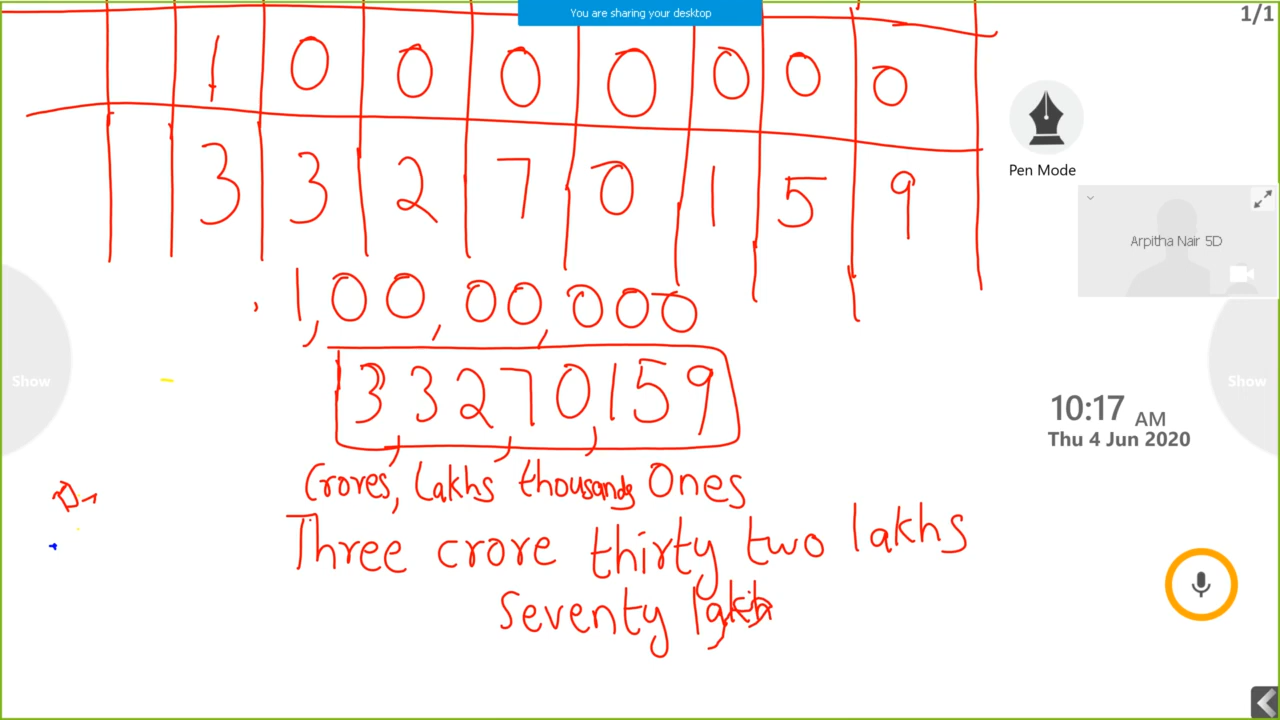 You are sharing your desktop
1/1
1 0 0 0 0 0 0 0
3 3 2 7 0 1 5 9
Pen Mode
Arpitha Nair 5D
1,00,00,000
3,32,70,159
Show
Show
10:17 AM
Thu 4 Jun 2020
Crores, lakhs thousands Ones
Three crore thirty two lakhs
Seventy